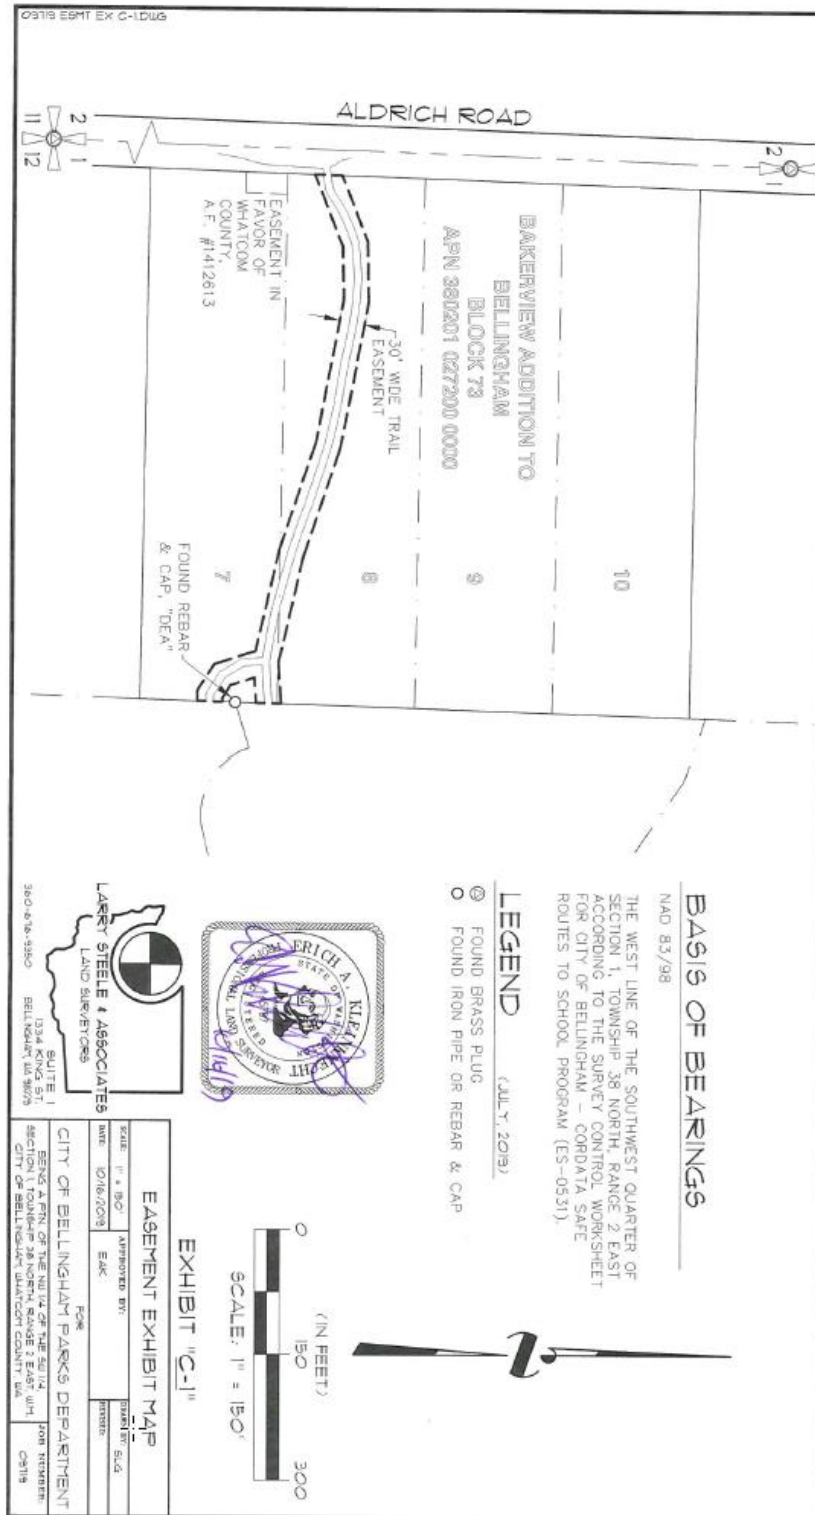 09719 ESMT EX C-1.DWG
ALDRICH ROAD
2
1
2
1
11
12
BAKERVIEW ADDITION TO
BELLINGHAM
BLOCK 73
APN 380201 027200 0000
10
9
8
7
30' WIDE TRAIL
EASEMENT
EASEMENT IN
FAVOR OF
WHATCOM
COUNTY,
A.F. #1412613
FOUND REBAR
& CAP, "DEA"
BASIS OF BEARINGS
NAD 83/98
THE WEST LINE OF THE SOUTHWEST QUARTER OF
SECTION 1, TOWNSHIP 38 NORTH, RANGE 2 EAST
ACCORDING TO THE SURVEY CONTROL WORKSHEET
FOR CITY OF BELLINGHAM - CORDATA SAFE
ROUTES TO SCHOOL PROGRAM (ES-0531).
LEGEND
(JULY, 2019)
FOUND BRASS PLUG
FOUND IRON PIPE OR REBAR & CAP
ERICH A. KLEINKNECHT
STATE OF
PROFESSIONAL LAND SURVEYOR
10/16/19
LARRY STEELE & ASSOCIATES
LAND SURVEYORS
SUITE 1
1334 KING ST.
360-676-9350
BELLINGHAM, WA 98229
(IN FEET)
0
150
300
SCALE: 1" = 150'
EXHIBIT "C-1"
EASEMENT EXHIBIT MAP
SCALE: 1" = 150'
APPROVED BY:
DRAWN BY: SLG
DATE: 10/16/2019
EAK
REVISED:
FOR
CITY OF BELLINGHAM PARKS DEPARTMENT
BEING A PTN. OF THE NW 1/4 OF THE SW 1/4,
SECTION 1, TOWNSHIP 38 NORTH, RANGE 2 EAST, W.M.
CITY OF BELLINGHAM, WHATCOM COUNTY, WA
JOB NUMBER:
09719